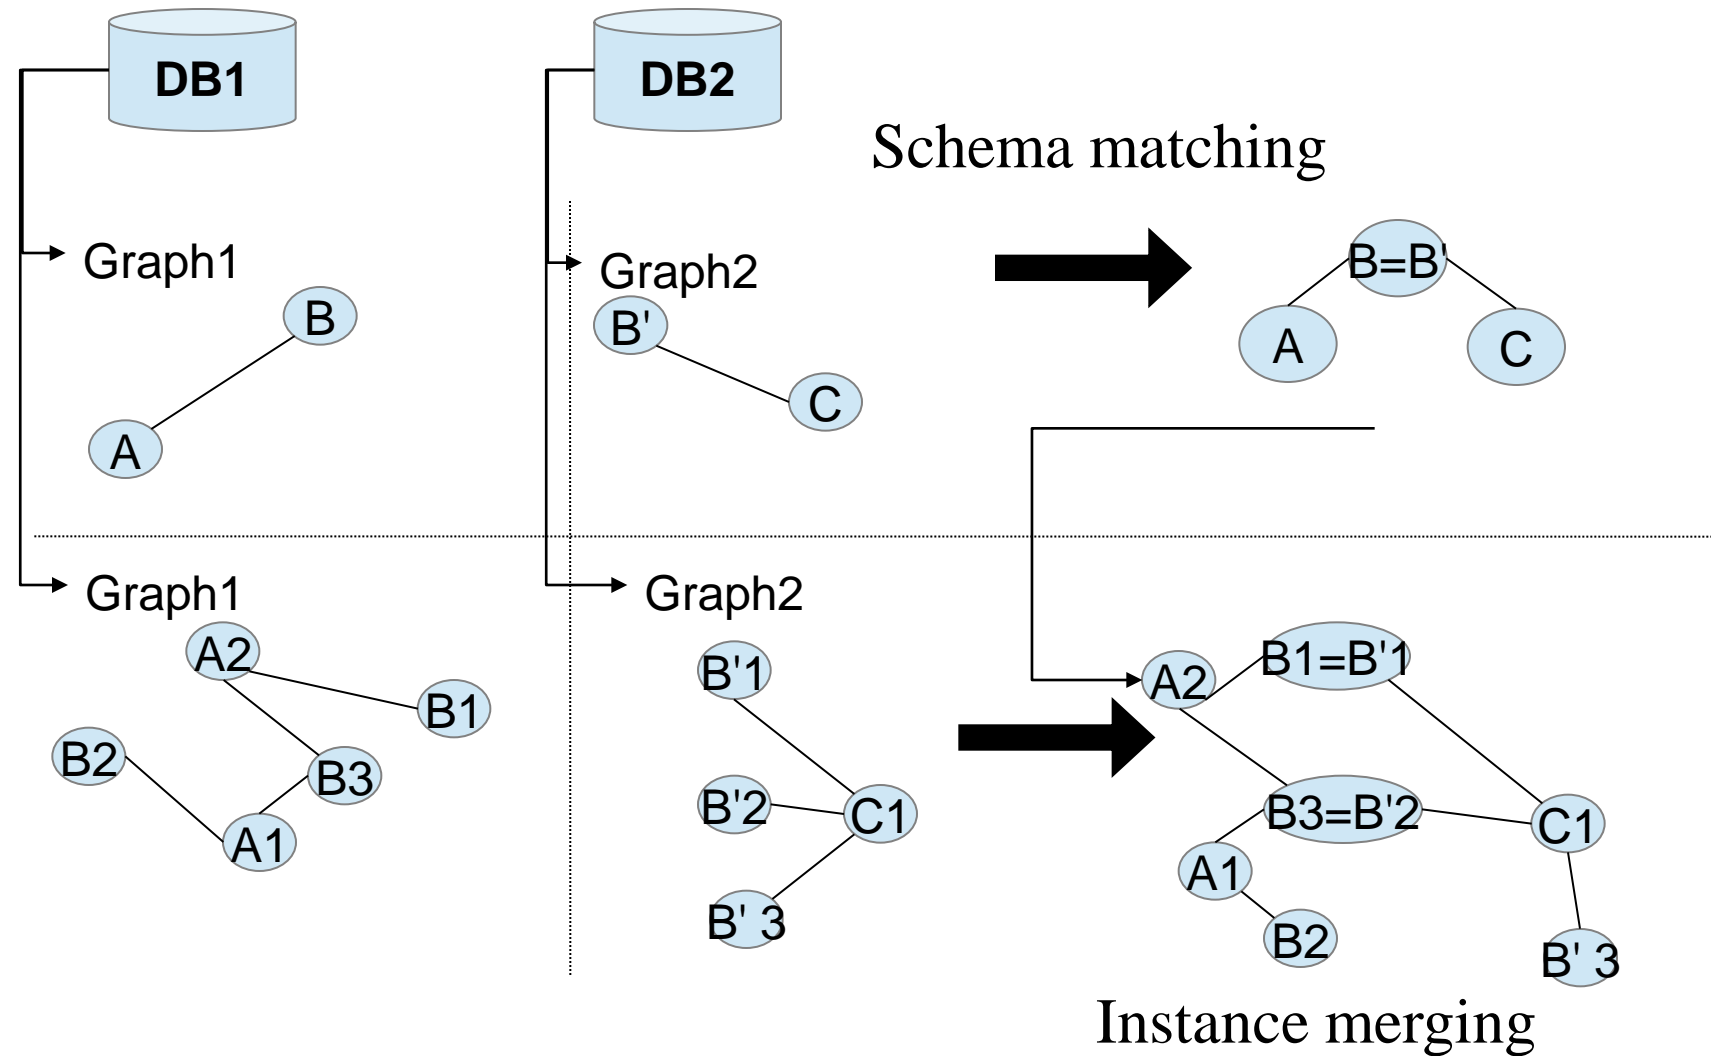 DB1
DB2
Schema matching
Graph1
Graph2
B
B'
B=B'
A
C
A
C
Graph1
Graph2
A2
B1
B2
B3
A1
B'1
B'2
C1
B' 3
A2
B1=B'1
B3=B'2
C1
A1
B2
B' 3
Instance merging